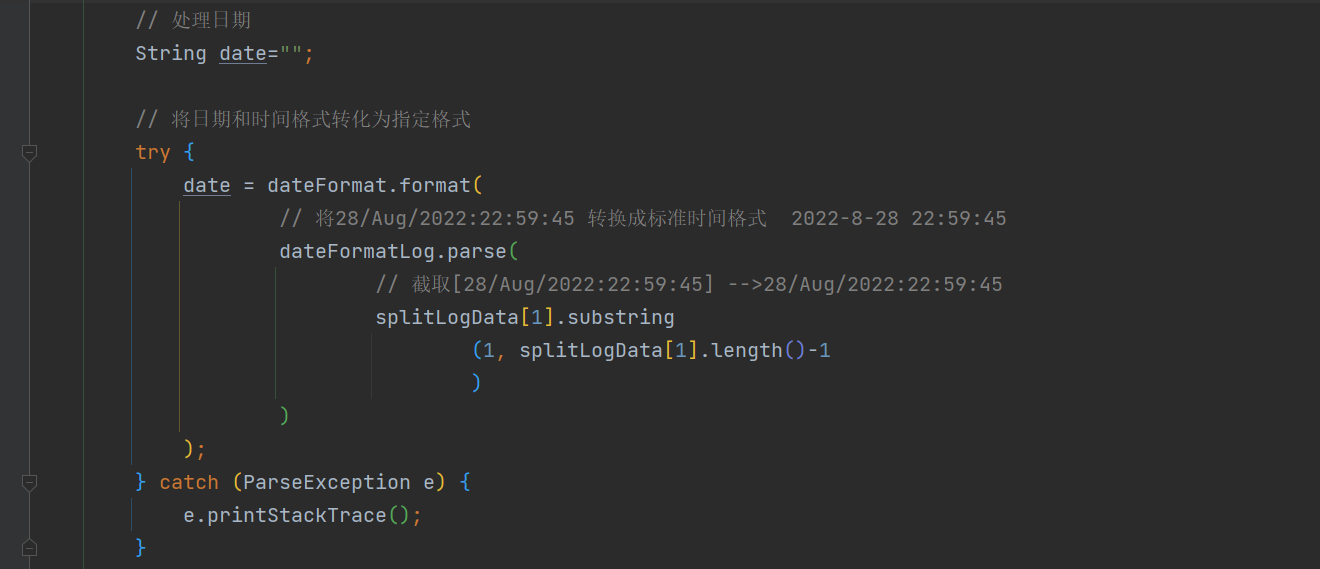 // 处理日期
String date="";
// 将日期和时间格式转化为指定格式
try {
date = dateFormat.format(
// 将28/Aug/2022:22:59:45 转换成标准时间格式  2022-8-28 22:59:45
dateFormatLog.parse(
// 截取[28/Aug/2022:22:59:45] -->28/Aug/2022:22:59:45
splitLogData[1].substring
(1, splitLogData[1].length()-1
)
)
);
} catch (ParseException e) {
e.printStackTrace();
}